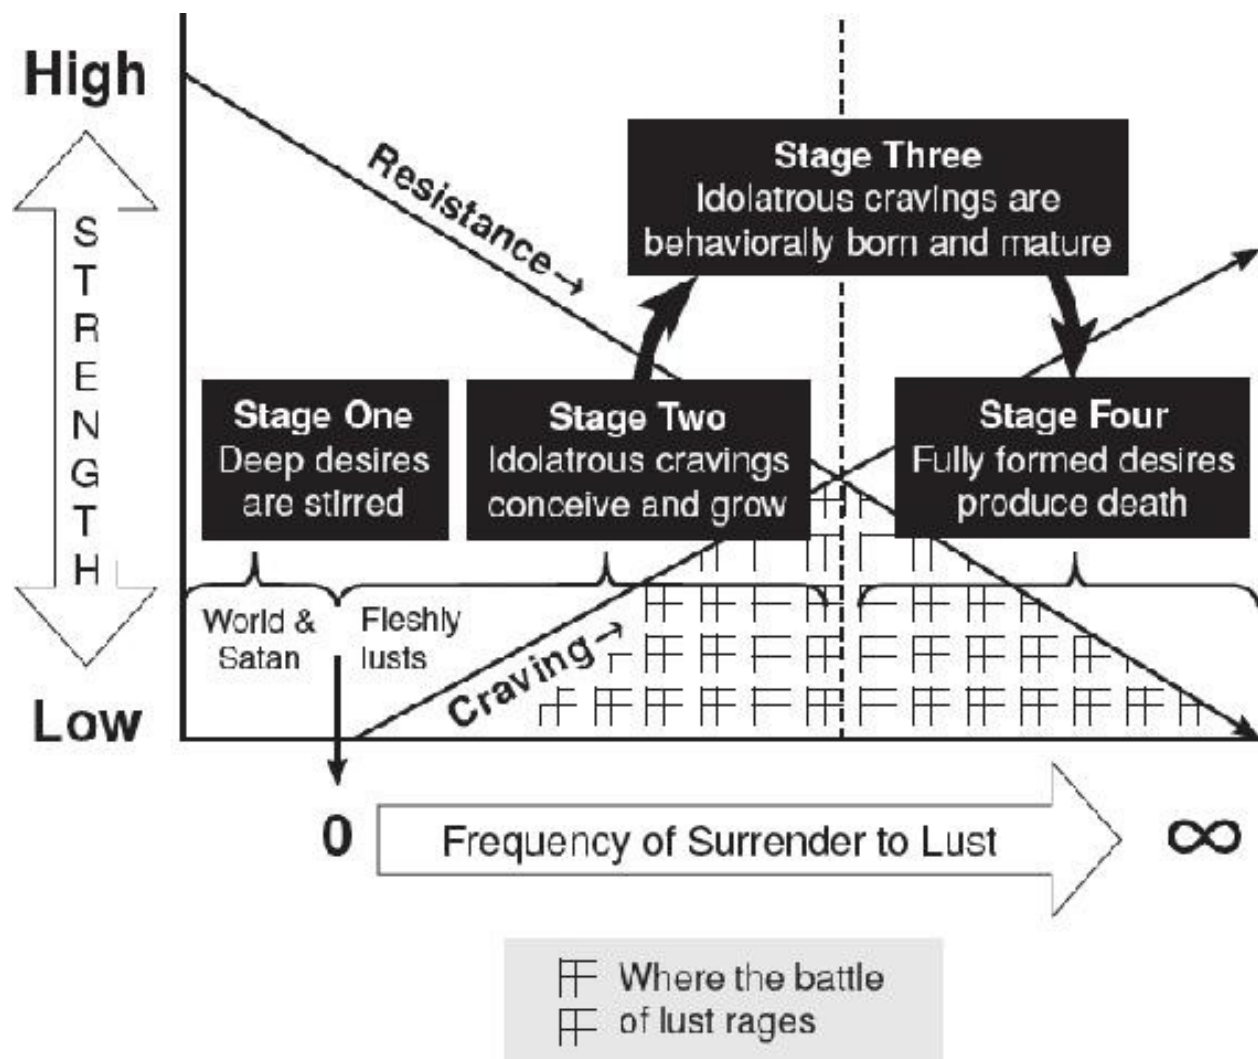 High
STRENGTH
Low
Resistance→
Stage Three
Idolatrous cravings are
behaviorally born and mature
Stage One
Deep desires
are stirred
Stage Two
Idolatrous cravings
conceive and grow
Stage Four
Fully formed desires
produce death
World &
Satan
Fleshly
lusts
Craving→
0
Frequency of Surrender to Lust
∞
Where the battle
of lust rages